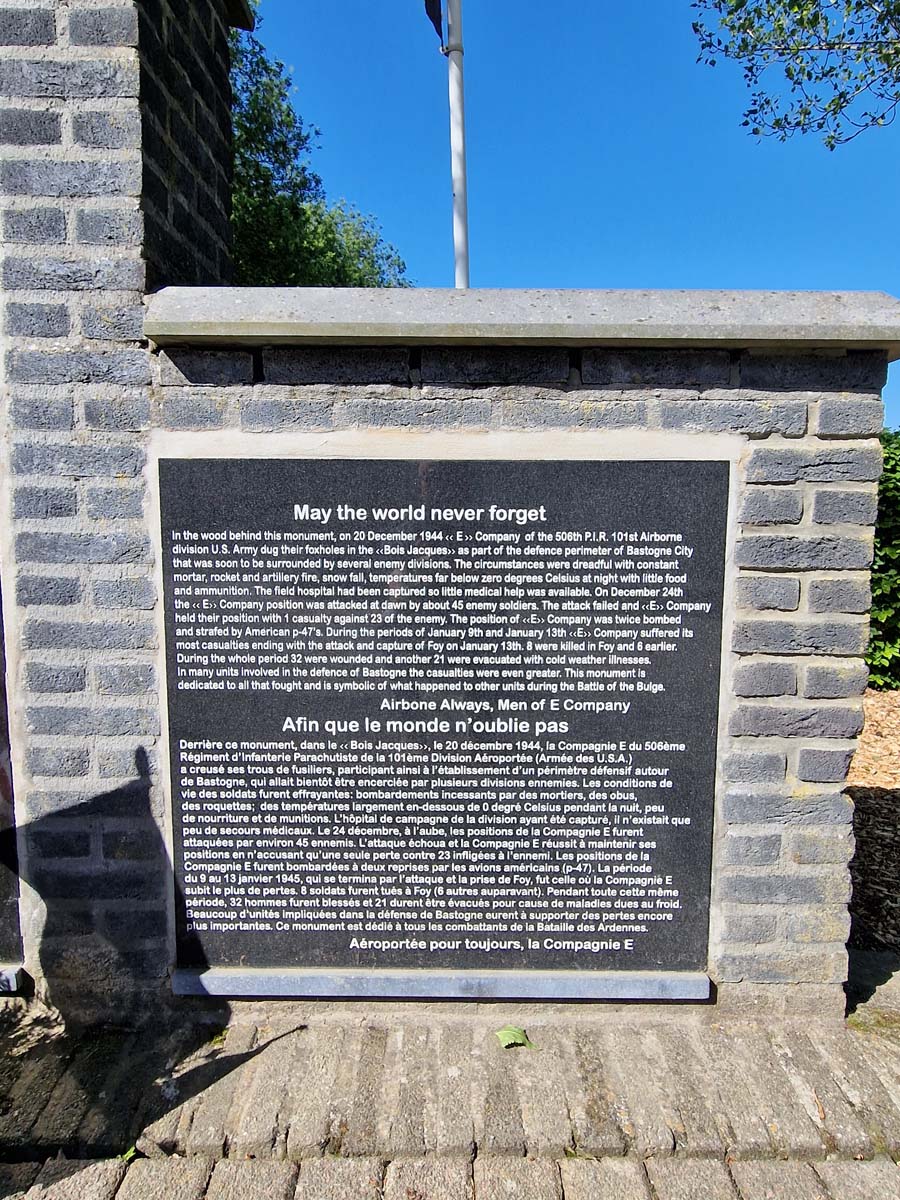 May the world never forget
In the wood behind this monument, on 20 December 1944 ‹‹ E›› Company of the 506th P.I.R. 101st Airborne
division U.S. Army dug their foxholes in the ‹‹Bois Jacques›› as part of the defence perimeter of Bastogne City
that was soon to be surrounded by several enemy divisions. The circumstances were dreadful with constant
mortar, rocket and artillery fire, snow fall, temperatures far below zero degrees Celsius at night with little food
and ammunition. The field hospital had been captured so little medical help was available. On December 24th
the ‹‹ E›› Company position was attacked at dawn by about 45 enemy soldiers. The attack failed and ‹‹E›› Company
held their position with 1 casualty against 23 of the enemy. The position of ‹‹E›› Company was twice bombed
and strafed by American p-47's. During the periods of January 9th and January 13th ‹‹E›› Company suffered its
most casualties ending with the attack and capture of Foy on January 13th. 8 were killed in Foy and 6 earlier.
During the whole period 32 were wounded and another 21 were evacuated with cold weather illnesses.
in many units involved in the defence of Bastogne the casualties were even greater. This monument is
dedicated to all that fought and is symbolic of what happened to other units during the Battle of the Bulge.
Airbone Always, Men of E Company
Afin que le monde n'oublie pas
Derrière ce monument, dans le ‹‹ Bois Jacques››, le 20 décembre 1944, la Compagnie E du 506ème
Régiment d'Infanterie Parachutiste de la 101ème Division Aéroportée (Armée des U.S.A.)
a creusé ses trous de fusiliers, participant ainsi à l'établissement d'un périmètre défensif autour
de Bastogne, qui allait bientôt être encerclée par plusieurs divisions ennemies. Les conditions de
vie des soldats furent effrayantes: bombardements incessants par des mortiers, des obus,
des roquettes; des températures largement en-dessous de 0 degré Celsius pendant la nuit, peu
de nourriture et de munitions. L'hôpital de campagne de la division ayant été capturé, il n'existait que
peu de secours médicaux. Le 24 décembre, à l'aube, les positions de la Compagnie E furent
attaquées par environ 45 ennemis. L'attaque échoua et la Compagnie E réussit à maintenir ses
positions en n'accusant qu'une seule perte contre 23 infligées à l'ennemi. Les positions de la
Compagnie E furent bombardées à deux reprises par les avions américains (p-47). La période
du 9 au 13 janvier 1945, qui se termina par l'attaque et la prise de Foy, fut celle où la Compagnie E
subit le plus de pertes. 8 soldats furent tués à Foy (6 autres auparavant). Pendant toute cette même
période, 32 hommes furent blessés et 21 durent être évacués pour cause de maladies dues au froid.
Beaucoup d'unités impliquées dans la défense de Bastogne eurent à supporter des pertes encore
plus importantes. Ce monument est dédié à tous les combattants de la Bataille des Ardennes.
Aéroportée pour toujours, la Compagnie E